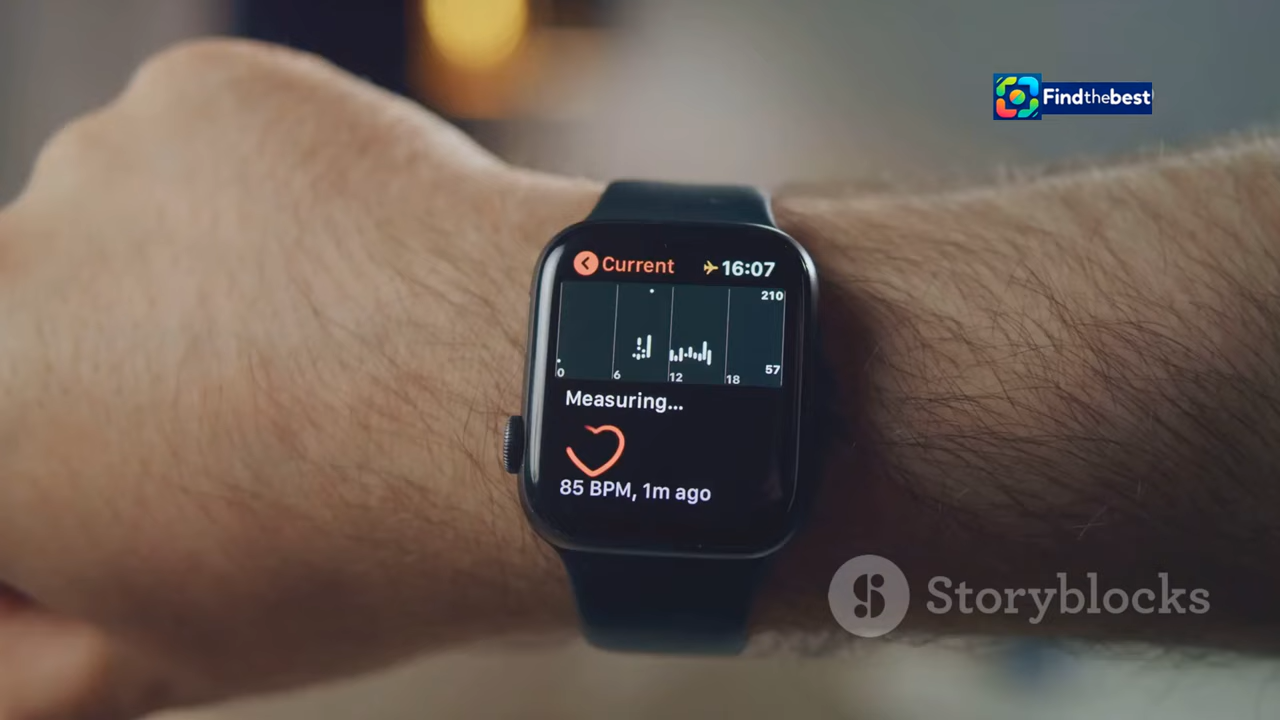 Findthebest
Current 16:07
210
57
0 6 12 18
Measuring...
85 BPM, 1m ago
Storyblocks